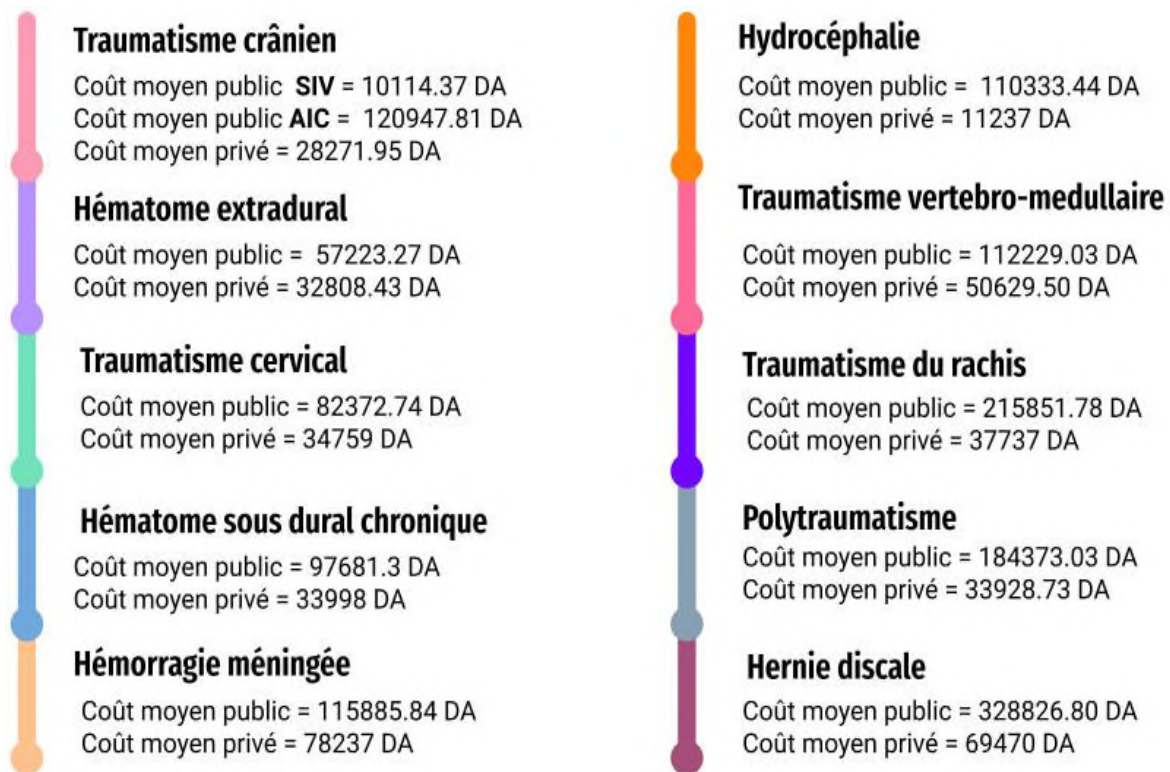 Traumatisme crânien
Coût moyen public SIV = 10114.37 DA
Coût moyen public AIC = 120947.81 DA
Coût moyen privé = 28271.95 DA
Hématome extradural
Coût moyen public = 57223.27 DA
Coût moyen privé = 32808.43 DA
Traumatisme cervical
Coût moyen public = 82372.74 DA
Coût moyen privé = 34759 DA
Hématome sous dural chronique
Coût moyen public = 97681.3 DA
Coût moyen privé = 33998 DA
Hémorragie méningée
Coût moyen public = 115885.84 DA
Coût moyen privé = 78237 DA
Hydrocéphalie
Coût moyen public = 110333.44 DA
Coût moyen privé = 11237 DA
Traumatisme vertebro-medullaire
Coût moyen public = 112229.03 DA
Coût moyen privé = 50629.50 DA
Traumatisme du rachis
Coût moyen public = 215851.78 DA
Coût moyen privé = 37737 DA
Polytraumatisme
Coût moyen public = 184373.03 DA
Coût moyen privé = 33928.73 DA
Hernie discale
Coût moyen public = 328826.80 DA
Coût moyen privé = 69470 DA